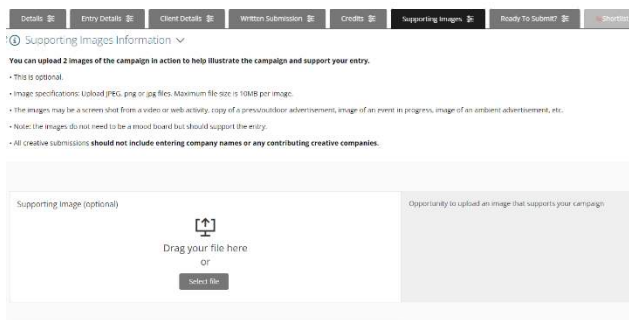 Details
Entry Details
Client Details
Written Submission
Credits
Supporting Images
Ready To Submit?
Shortlist
Supporting Images Information
You can upload 2 images of the campaign in action to help illustrate the campaign and support your entry.
• This is optional.
• Image specifications: Upload JPEG, png or jpg files. Maximum file size is 10MB per image.
• The images may be a screen shot from a video or web activity, copy of a press/outdoor advertisement, image of an event in progress, image of an ambient advertisement, etc.
• Note: the images do not need to be a mood board but should support the entry.
• All creative submissions should not include entering company names or any contributing creative companies.
Supporting Image (optional)
Opportunity to upload an image that supports your campaign
Drag your file here
or
Select file